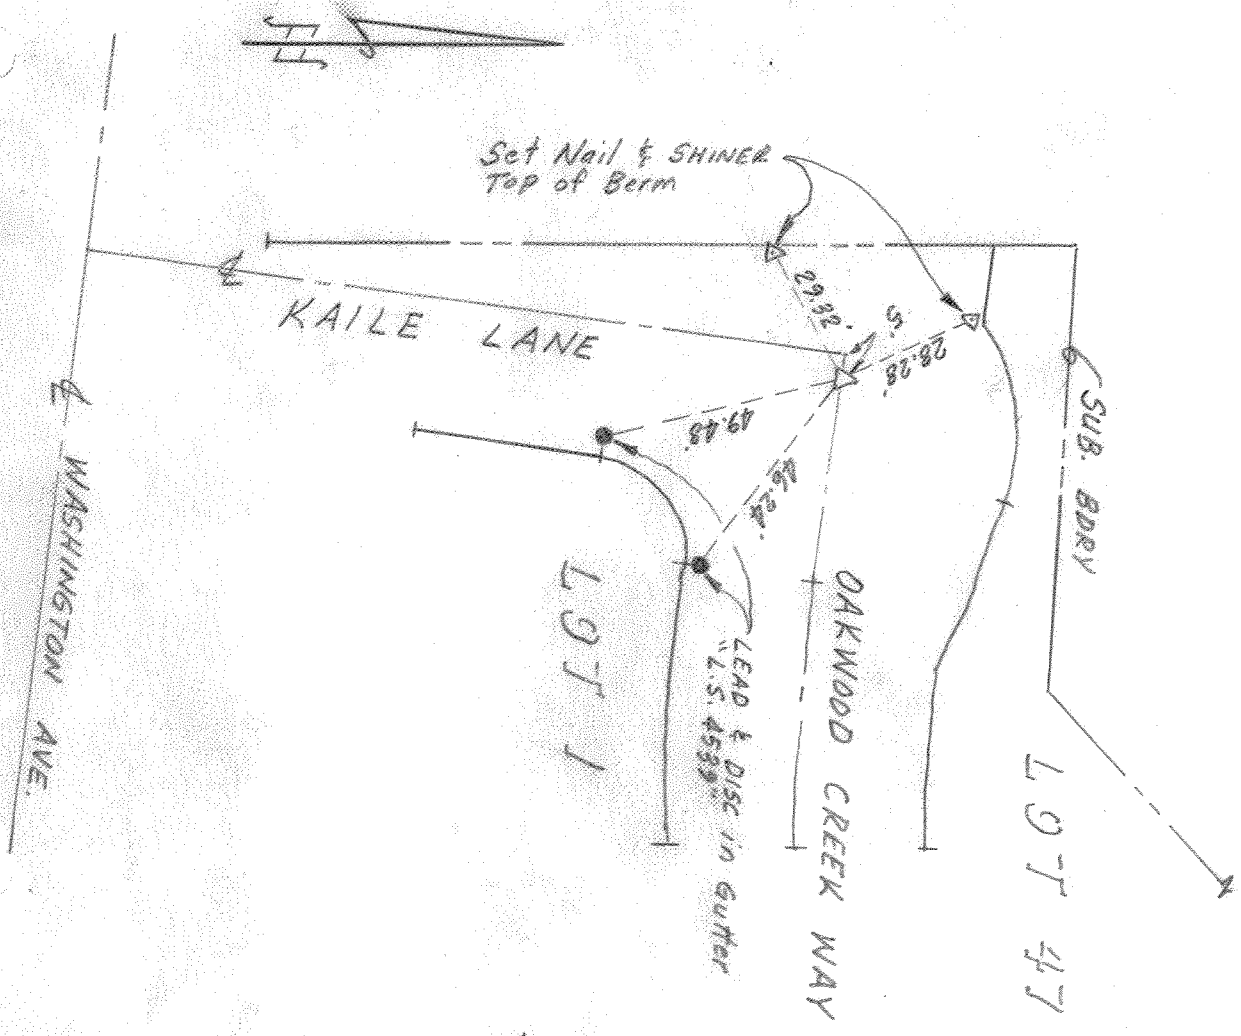 Set Nail & SHINER
Top of Berm
29.32'
5'
28.28'
49.48'
46.24'
℄
KAILE LANE
℄ WASHINGTON AVE.
SUB. BDRY
LOT 1
LEAD & DISC in Gutter
"L.S. 4589"
OAKWOOD CREEK WAY
LOT 47